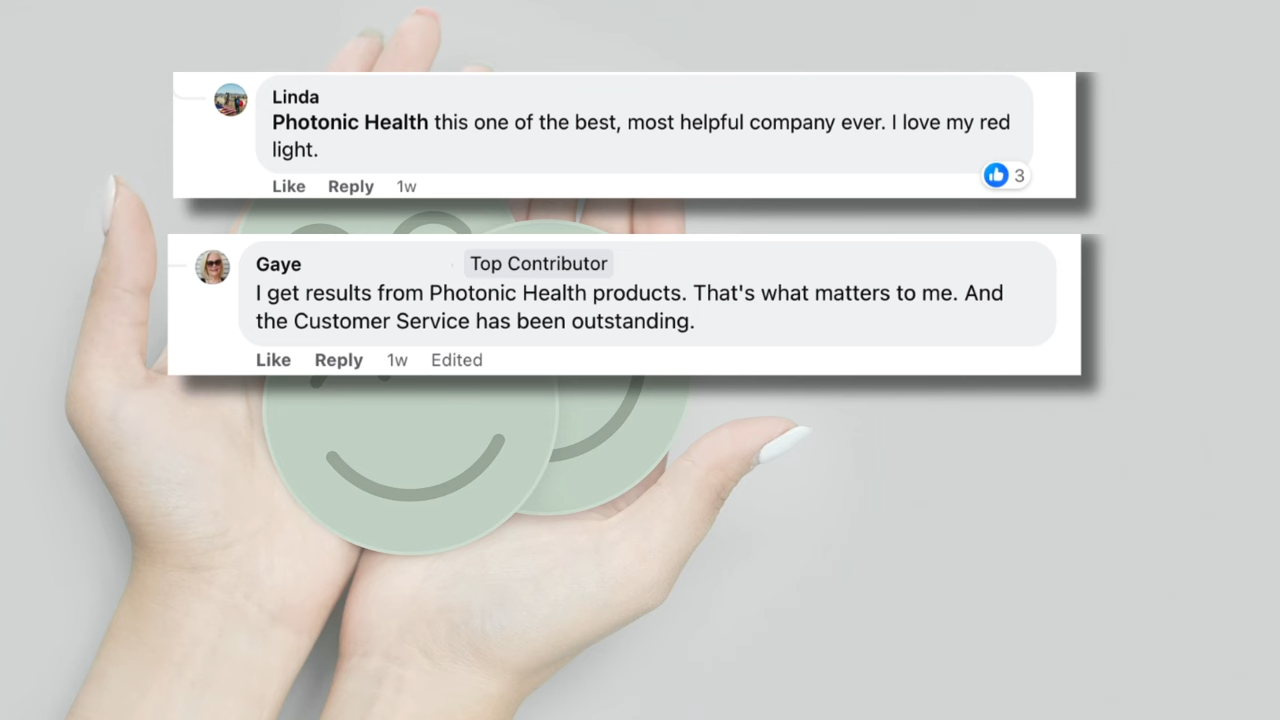 Linda
Photonic Health this one of the best, most helpful company ever. I love my red
light.
Like Reply 1w
3
Gaye Top Contributor
I get results from Photonic Health products. That's what matters to me. And
the Customer Service has been outstanding.
Like Reply 1w Edited